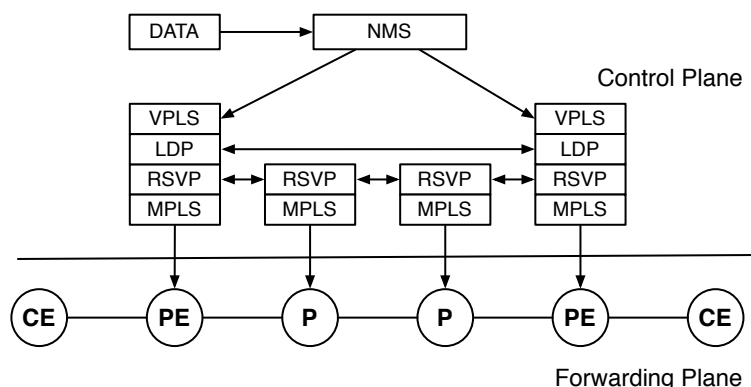 DATA
NMS
Control Plane
VPLS
VPLS
LDP
LDP
RSVP
RSVP
RSVP
RSVP
MPLS
MPLS
MPLS
MPLS
CE
PE
P
P
PE
CE
Forwarding Plane